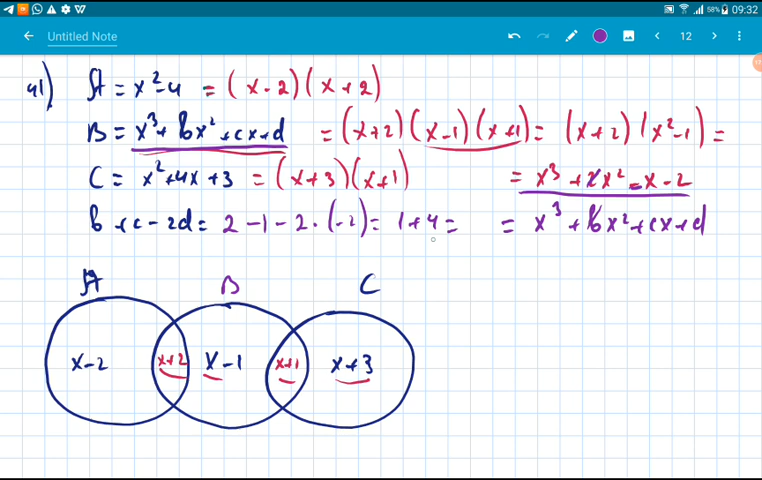 58% 09:32
Untitled Note 12
41) A = x²-4 = (x-2)(x+2)
B = x³+bx²+cx+d = (x+2)(x-1)(x+1) = (x+2)(x²-1) =
C = x²+4x+3 = (x+3)(x+1) = x³+2x²-x-2
b+c-2d = 2-1-2·(-2) = 1+4 = = x³+bx²+cx+d
A B C
x-2 x+2 x-1 x+1 x+3